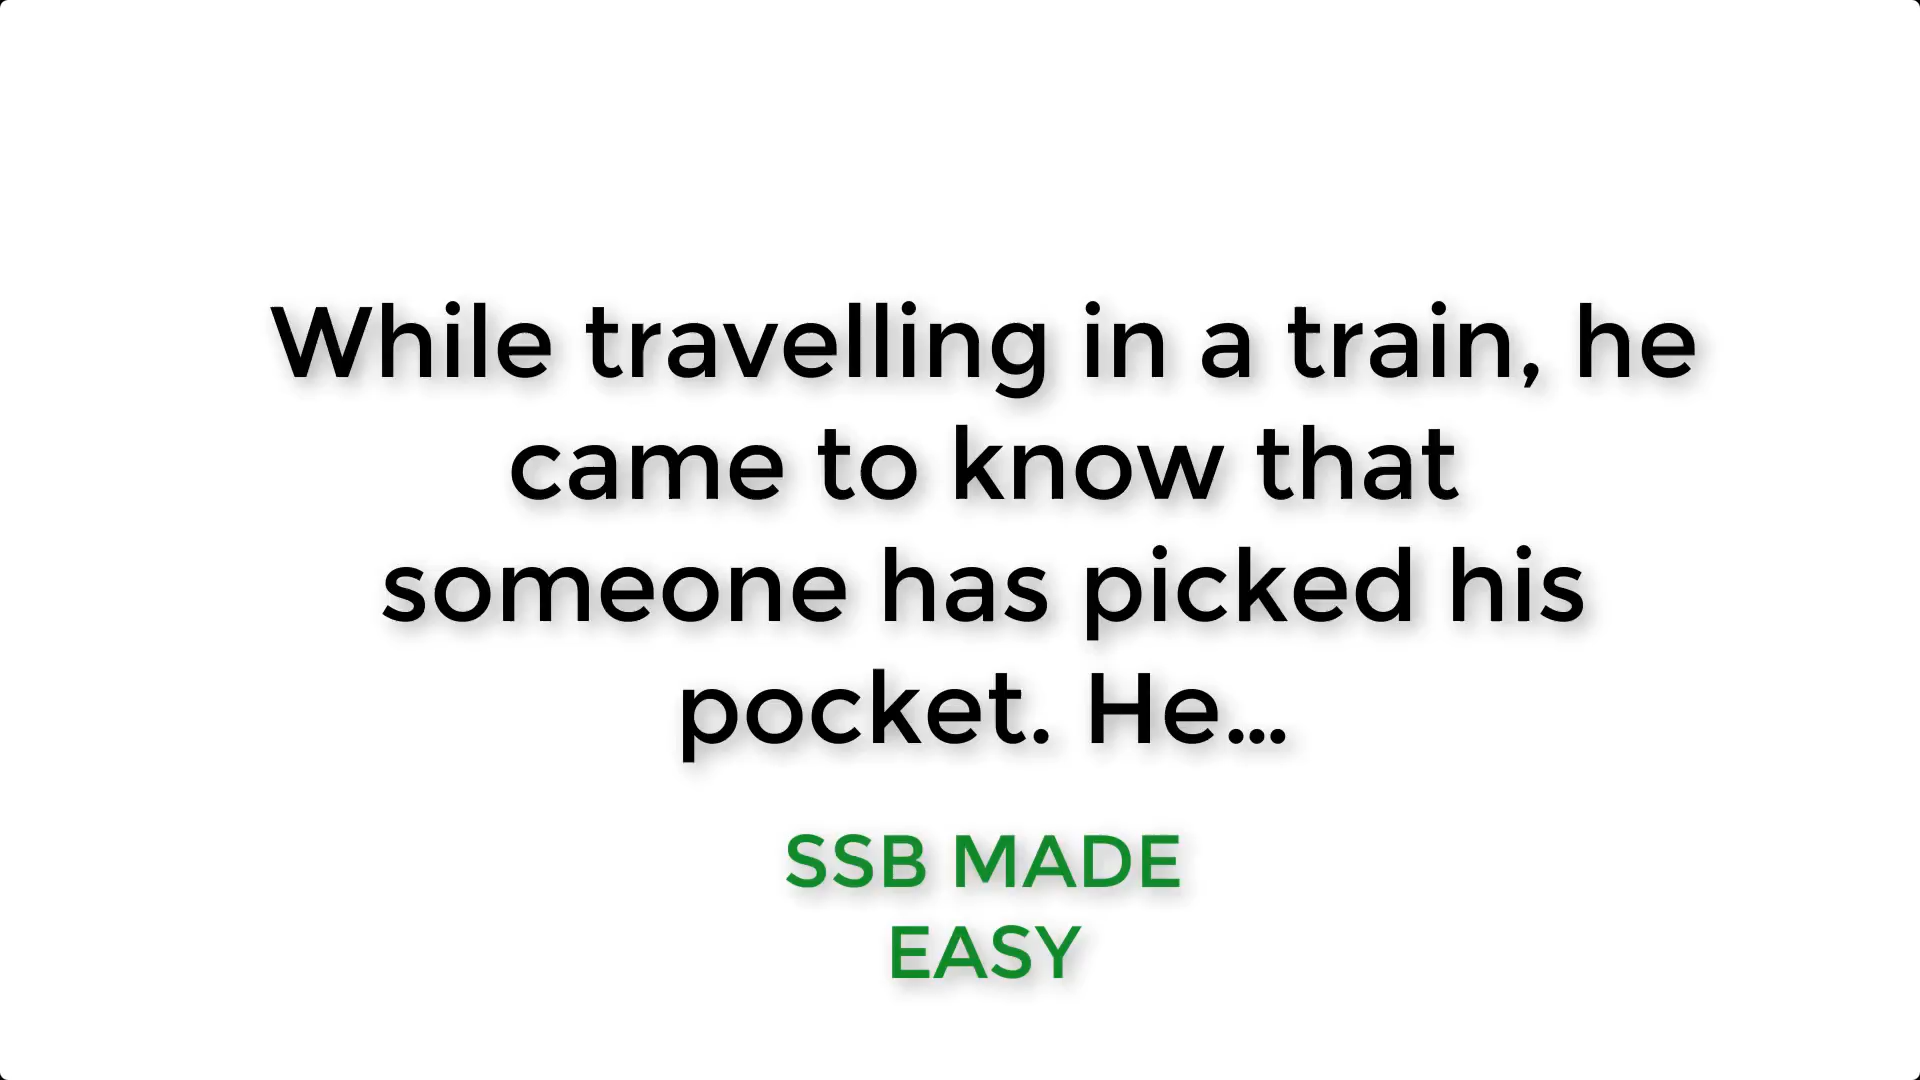 While travelling in a train, he
came to know that
someone has picked his
pocket. He...
SSB MADE
EASY